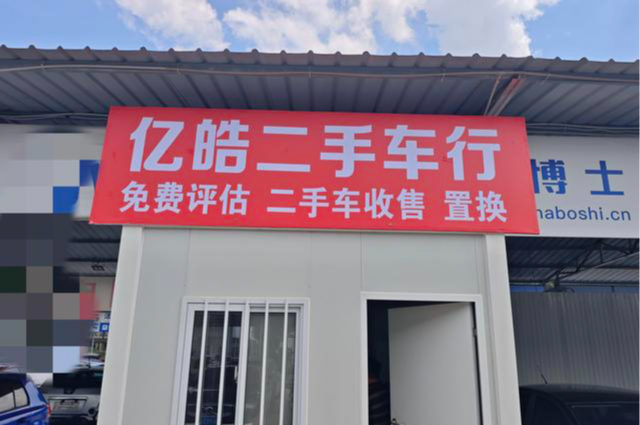 亿皓二手车行
免费评估 二手车收售 置换
博士
haboshi.cn